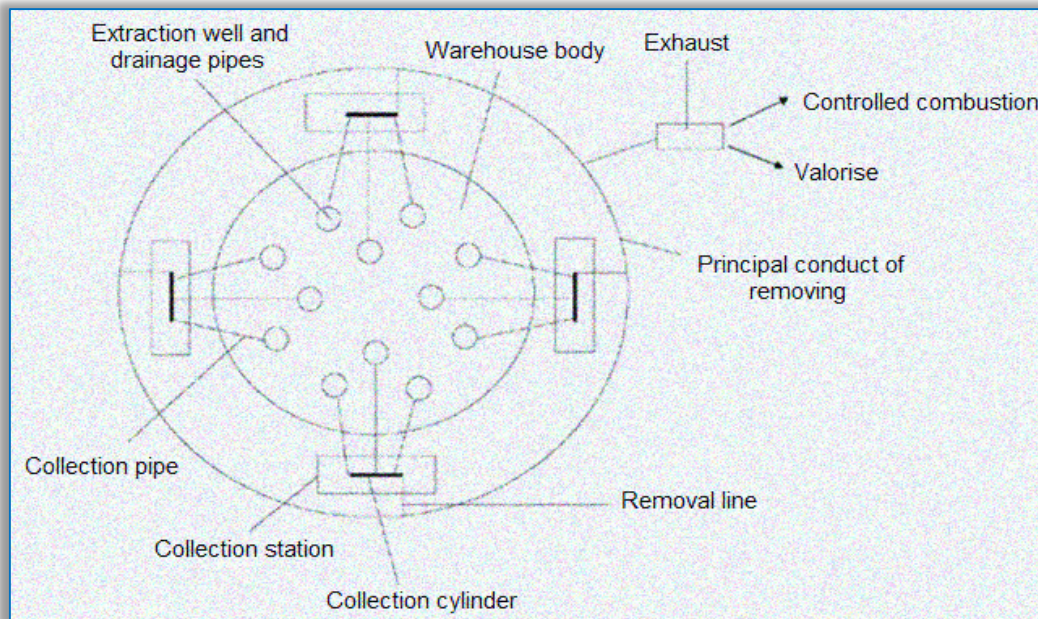 Extraction well and
drainage pipes
Warehouse body
Exhaust
Controlled combustion
Valorise
Principal conduct of
removing
Collection pipe
Removal line
Collection station
Collection cylinder